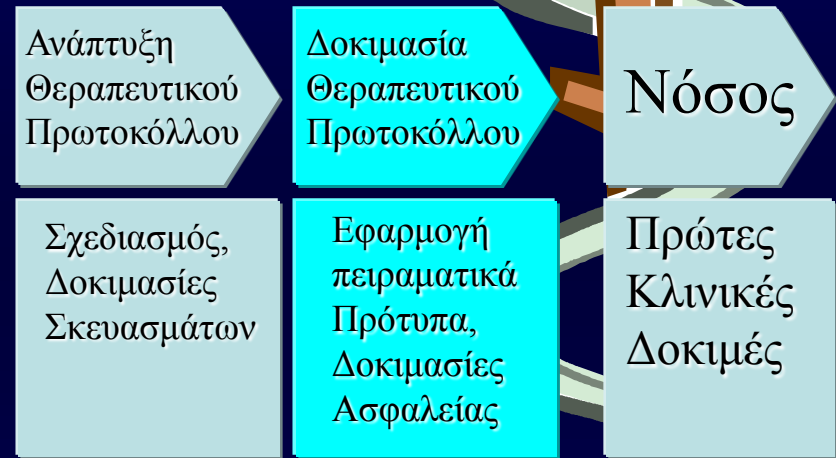 Ανάπτυξη
Θεραπευτικού
Πρωτοκόλλου
Δοκιμασία
Θεραπευτικού
Πρωτοκόλλου
Νόσος
Σχεδιασμός,
Δοκιμασίες
Σκευασμάτων
Εφαρμογή
πειραματικά
Πρότυπα,
Δοκιμασίες
Ασφαλείας
Πρώτες
Κλινικές
Δοκιμές